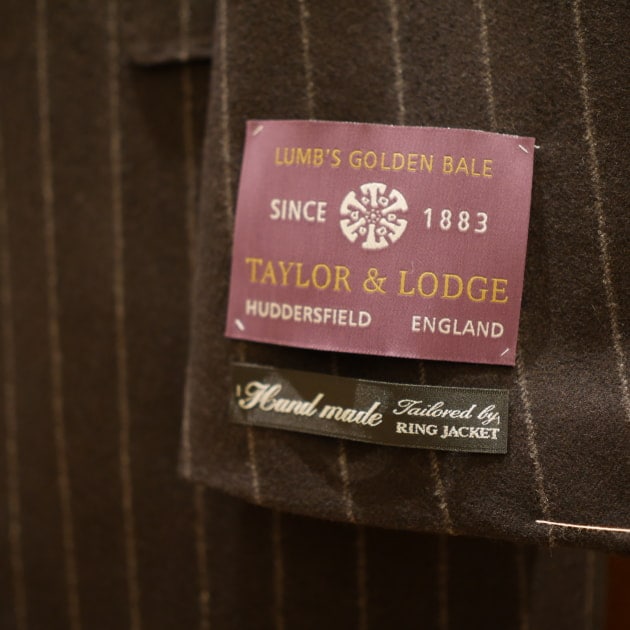 LUMB'S GOLDEN BALE
SINCE 1883
TAYLOR & LODGE
HUDDERSFIELD ENGLAND
Hand made Tailored by
RING JACKET